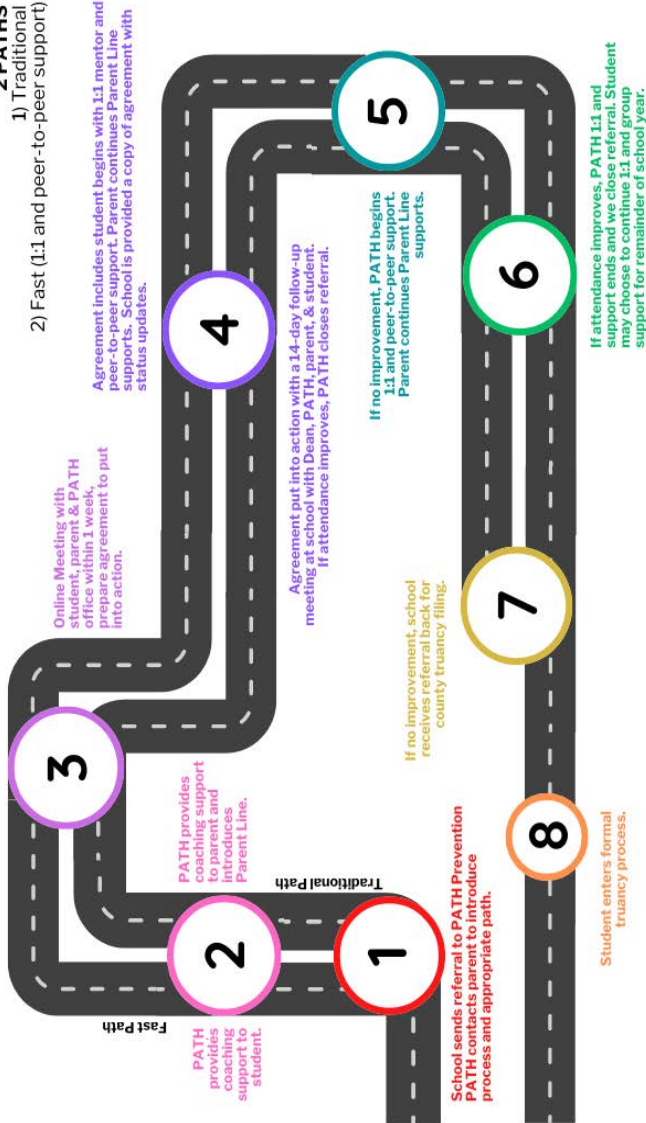 2 PATHS
1) Traditional
2) Fast (1:1 and peer-to-peer support)
1
School sends referral to PATH Prevention
PATH contacts parent to introduce
process and appropriate path.
Fast Path
Traditional Path
2
PATH
provides
coaching
support to
student.
PATH provides
coaching support
to parent and
introduces
Parent Line.
3
Online Meeting with
student, parent & PATH
office within 1 week,
prepare agreement to put
into action.
4
Agreement includes student begins with 1:1 mentor and
peer-to-peer support. Parent continues Parent Line
supports. School is provided a copy of agreement with
status updates.
Agreement put into action with a 14-day follow-up
meeting at school with Dean, PATH, parent, & student.
If attendance improves, PATH closes referral.
5
If no improvement, PATH begins
1:1 and peer-to-peer support.
Parent continues Parent Line
supports.
6
If attendance improves, PATH 1:1 and
support ends and we close referral. Student
may choose to continue 1:1 and group
support for remainder of school year.
7
If no improvement, school
receives referral back for
county truancy filing.
8
Student enters formal
truancy process.